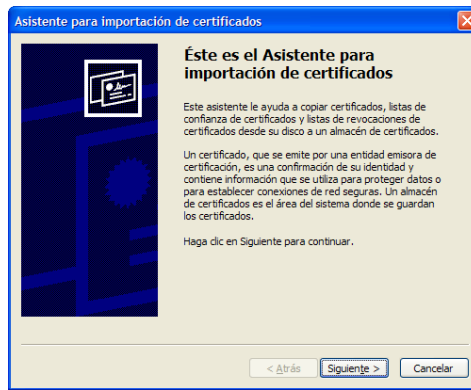 Asistente para importación de certificados
Éste es el Asistente para
importación de certificados
Este asistente le ayuda a copiar certificados, listas de
confianza de certificados y listas de revocaciones de
certificados desde su disco a un almacén de certificados.
Un certificado, que se emite por una entidad emisora de
certificación, es una confirmación de su identidad y
contiene información que se utiliza para proteger datos o
para establecer conexiones de red seguras. Un almacén
de certificados es el área del sistema donde se guardan
los certificados.
Haga clic en Siguiente para continuar.
< Atrás Siguiente > Cancelar